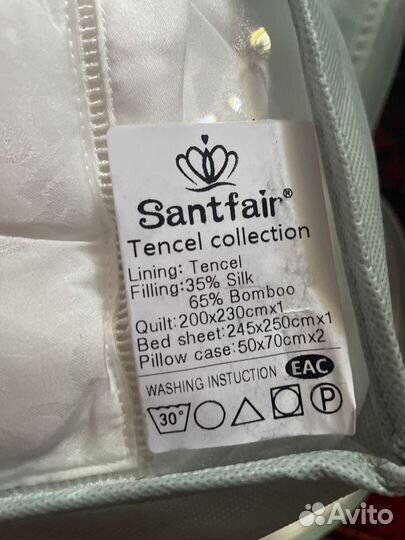 Santfair®
Tencel collection
Lining: Tencel
Filling:35% Silk
65% Bomboo
Quilt:200x230cmx1
Bed sheet:245x250cmx1
Pillow case:50x70cmx2
WASHING INSTUCTION EAC
30° P
Avito